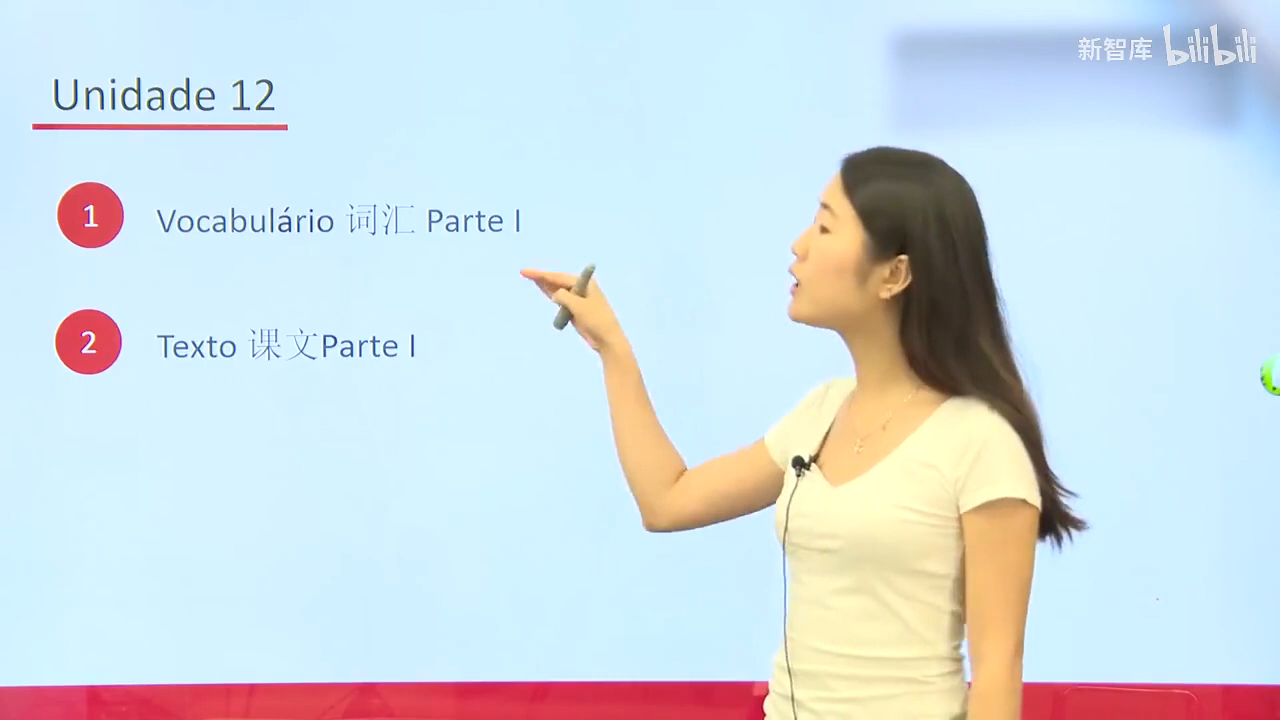 新智库 bilibili
Unidade 12
1 Vocabulário 词汇 Parte I
2 Texto 课文Parte I